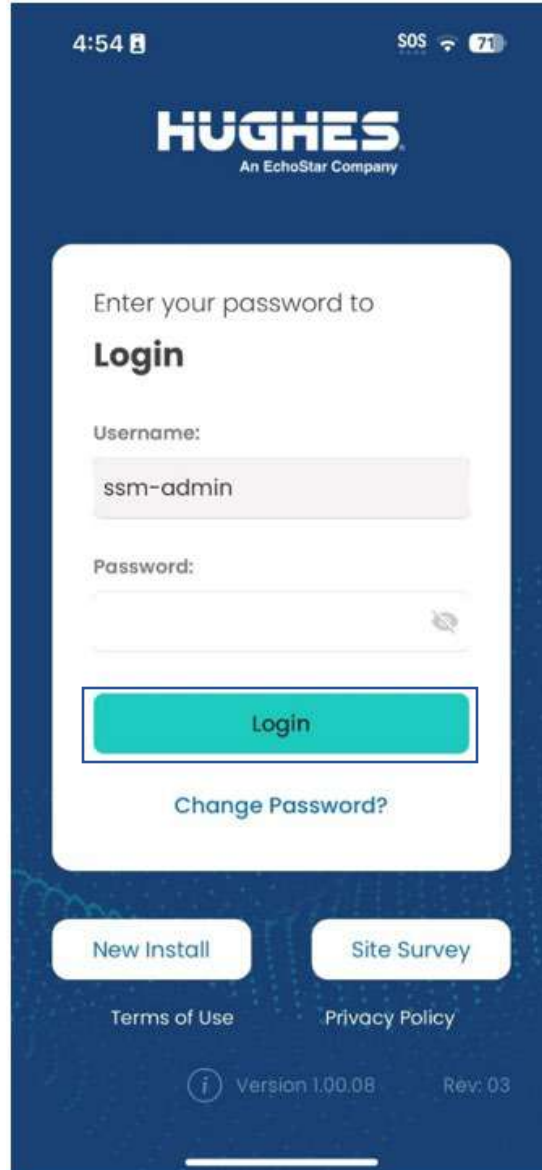 4:54 SOS 71
HUGHES
An EchoStar Company
Enter your password to
Login
Username:
ssm-admin
Password:
Login
Change Password?
New Install Site Survey
Terms of Use Privacy Policy
i Version 1.00.08 Rev: 03